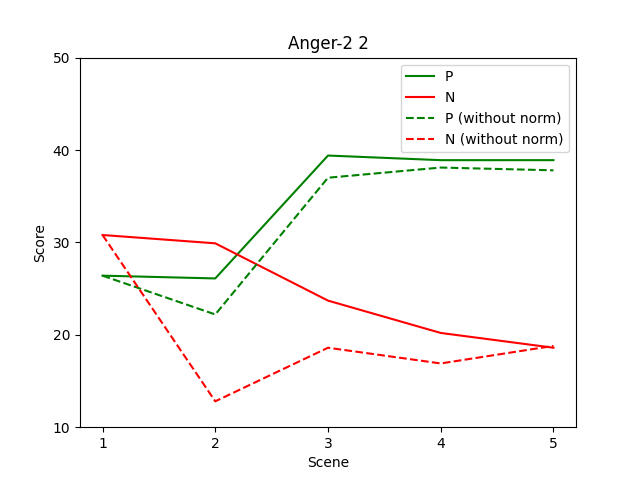 Anger-2 2
50
40
30
20
10
Score
P
N
P (without norm)
N (without norm)
1 2 3 4 5
Scene